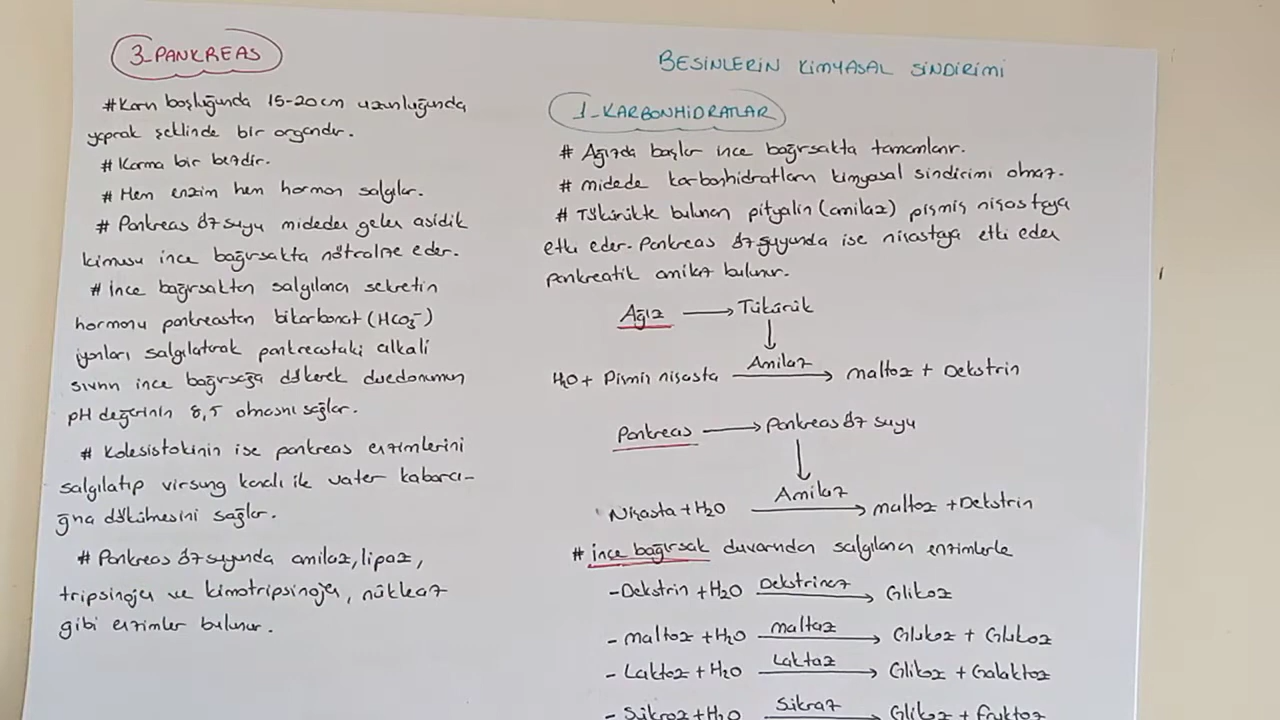 3-PANKREAS
# Karın boşluğunda 15-20cm uzunluğunda
yaprak şeklinde bir organdır.
# Karma bir bezdir.
# Hem enzim hem hormon salgılar.
# Pankreas öz suyu mideden gelen asidik
kimusu ince bağırsakta nötralize eder.
# İnce bağırsaktan salgılanan sekretin
hormonu pankreastan bikarbonat (HCO3-)
iyonları salgılatarak pankreastaki alkali
sıvının ince bağırsağa dökerek duedonumun
pH değerinin 8,5 olmasını sağlar.
# Kolesistokinin ise pankreas enzimlerini
salgılatıp virsung kanalı ile vater kabarcı-
ğına dökülmesini sağlar.
# Pankreas öz suyunda amilaz, lipaz,
tripsinojen ve kimotripsinojen, nükleaz
gibi enzimler bulunur.
BESİNLERİN KİMYASAL SİNDİRİMİ
1-KARBONHİDRATLAR
# Ağızda başlar ince bağırsakta tamamlanır.
# midede karbonhidratların kimyasal sindirimi olmaz.
# Tükürükte bulunan pityalin (amilaz) pişmiş nişastaya
etki eder. Pankreas öz suyunda ise nişastaya etki eden
pankreatik amilaz bulunur.
Ağız → Tükürük
↓
H2O + Pişmiş nişasta Amilaz → maltoz + Dekstrin
Pankreas → Pankreas öz suyu
↓
Nişasta + H2O Amilaz → maltoz + Dekstrin
# İnce bağırsak duvarından salgılanan enzimlerle
- Dekstrin + H2O Dekstrinaz → Glikoz
- maltoz + H2O maltaz → Glukoz + Glukoz
- Laktoz + H2O Laktaz → Glikoz + Galaktoz
- Sükroz + H2O Sükraz → Glikoz + fruktoz